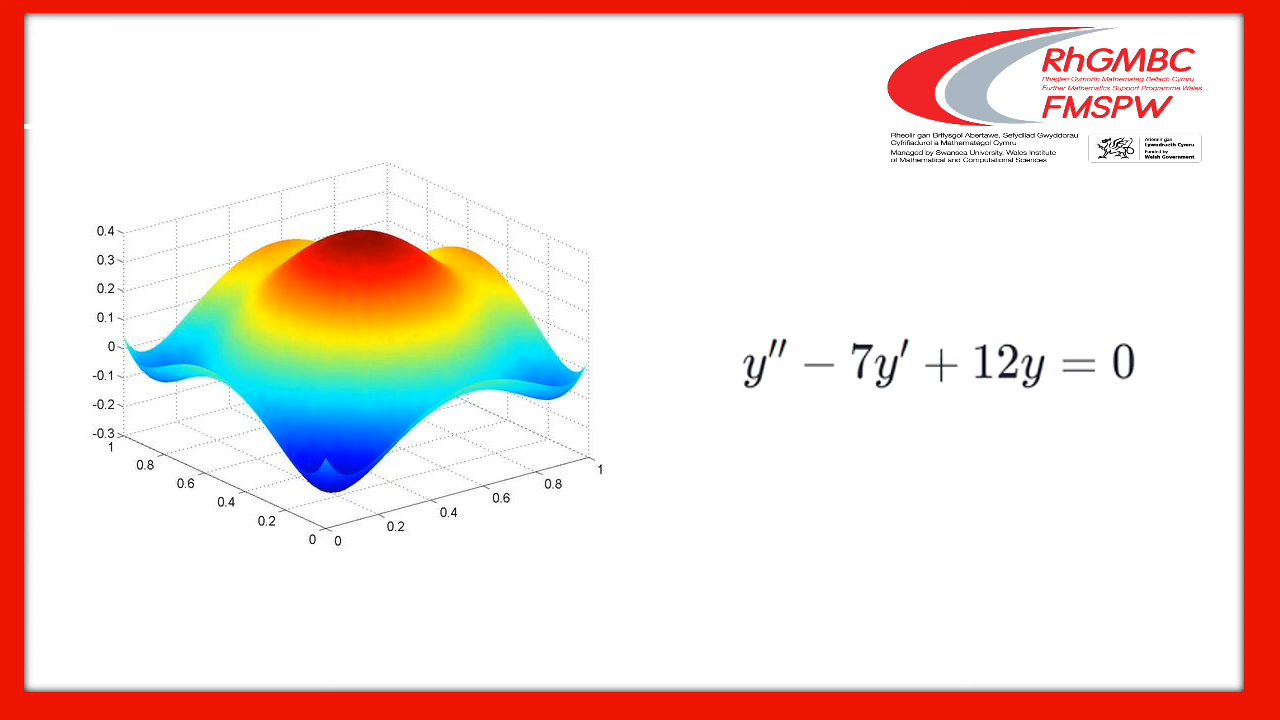 RhGMBC
Rhaglen Gymorth Mathemateg Bellach Cymru
Further Mathematics Support Programme Wales
FMSPW
Rheolir gan Brifysgol Abertawe, Sefydliad Gwyddorau
Cyfrifiadurol a Mathemategol Cymru
Managed by Swansea University, Wales Institute
of Mathematical and Computational Sciences
Ariennir gan
Lywodraeth Cymru
Funded by
Welsh Government
0.4
0.3
0.2
0.1
0
-0.1
-0.2
-0.3
1
0.8
0.6
0.4
0.2
0
0
0.2
0.4
0.6
0.8
1
y″ − 7y′ + 12y = 0